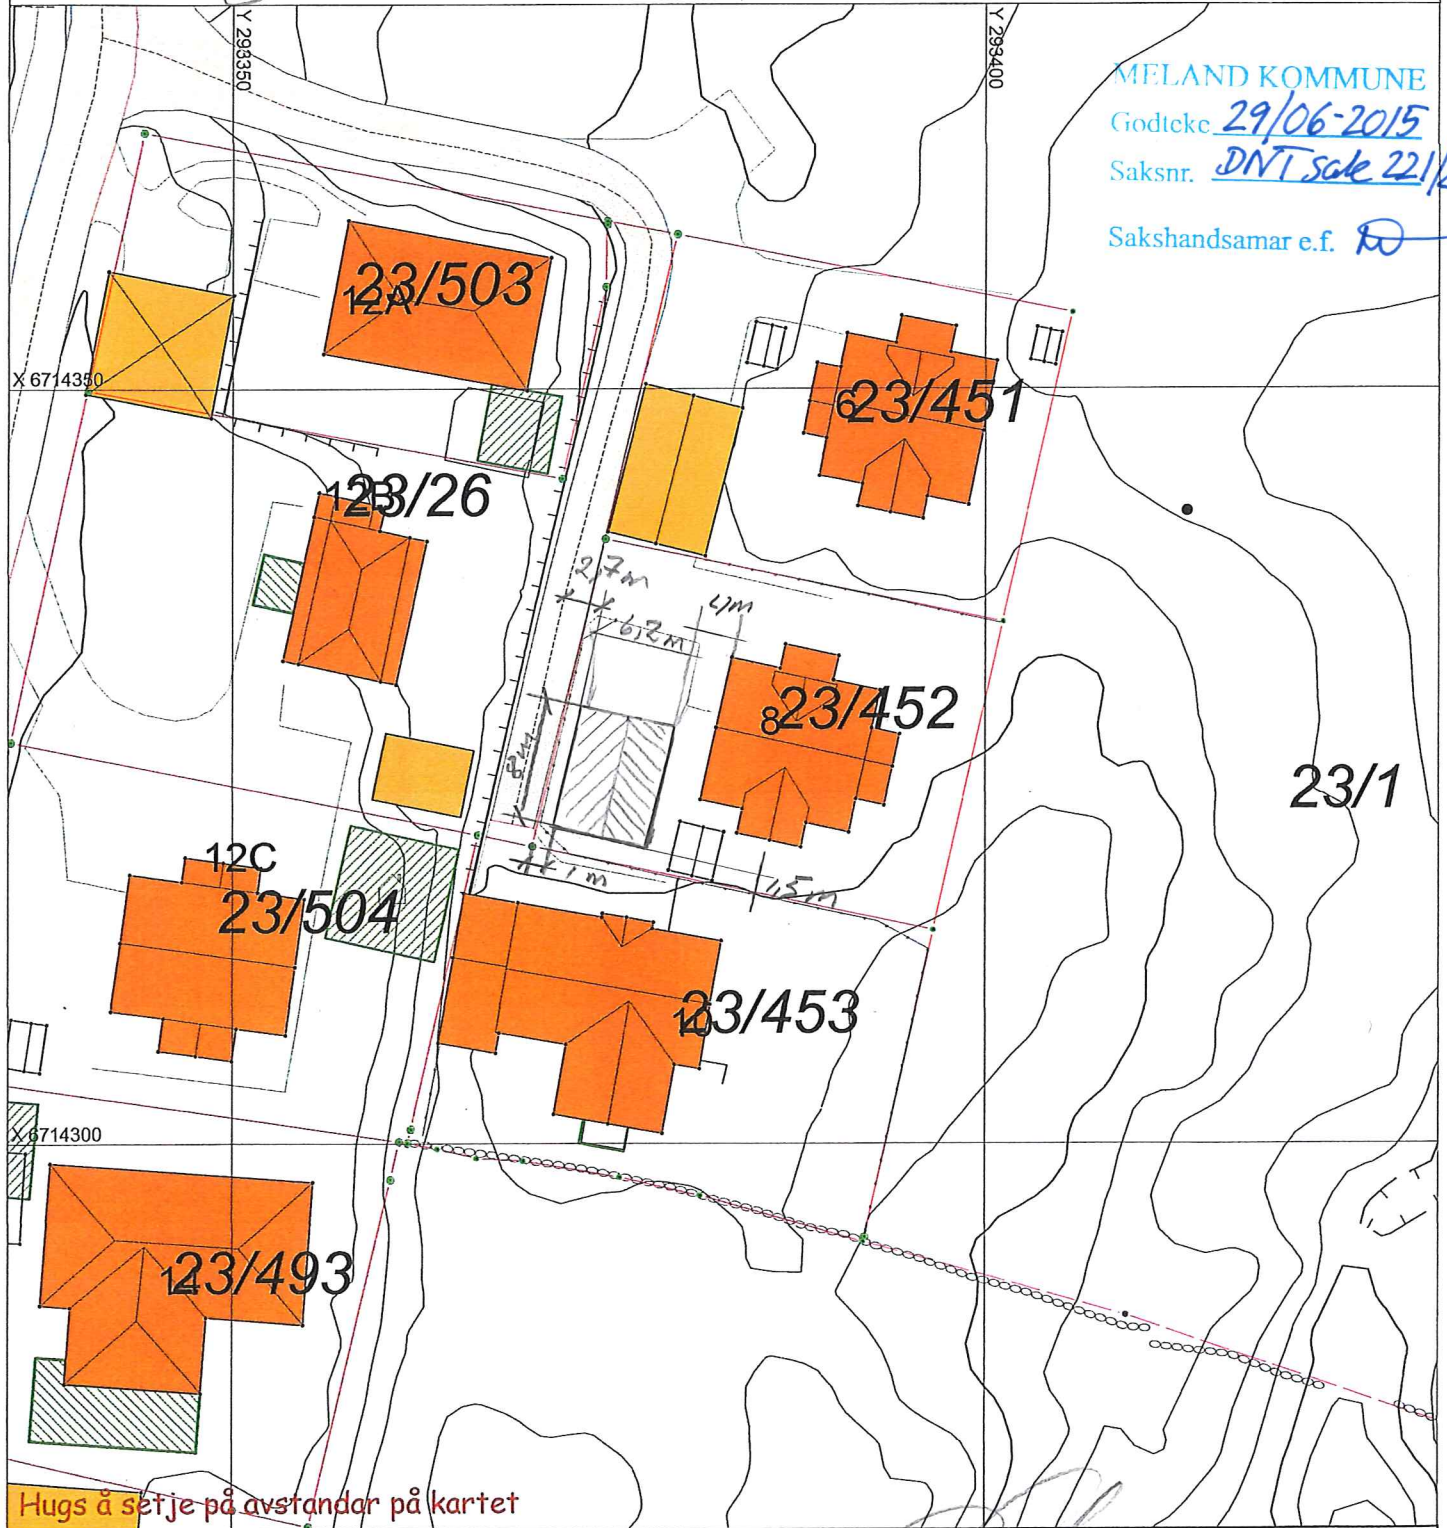 Y 293350
Y 293400
MELAND KOMMUNE
Godteke 29/06-2015
Saksnr. DNT sak 221/
Sakshandsamar e.f.
23/503
12A
X 6714350
6
23/451
12B
23/26
2,7m
4m
6,2m
8
23/452
8m
23/1
12C
1m
1,5m
23/504
10
23/453
X 6714300
14
23/493
Hugs å setje på avstandar på kartet